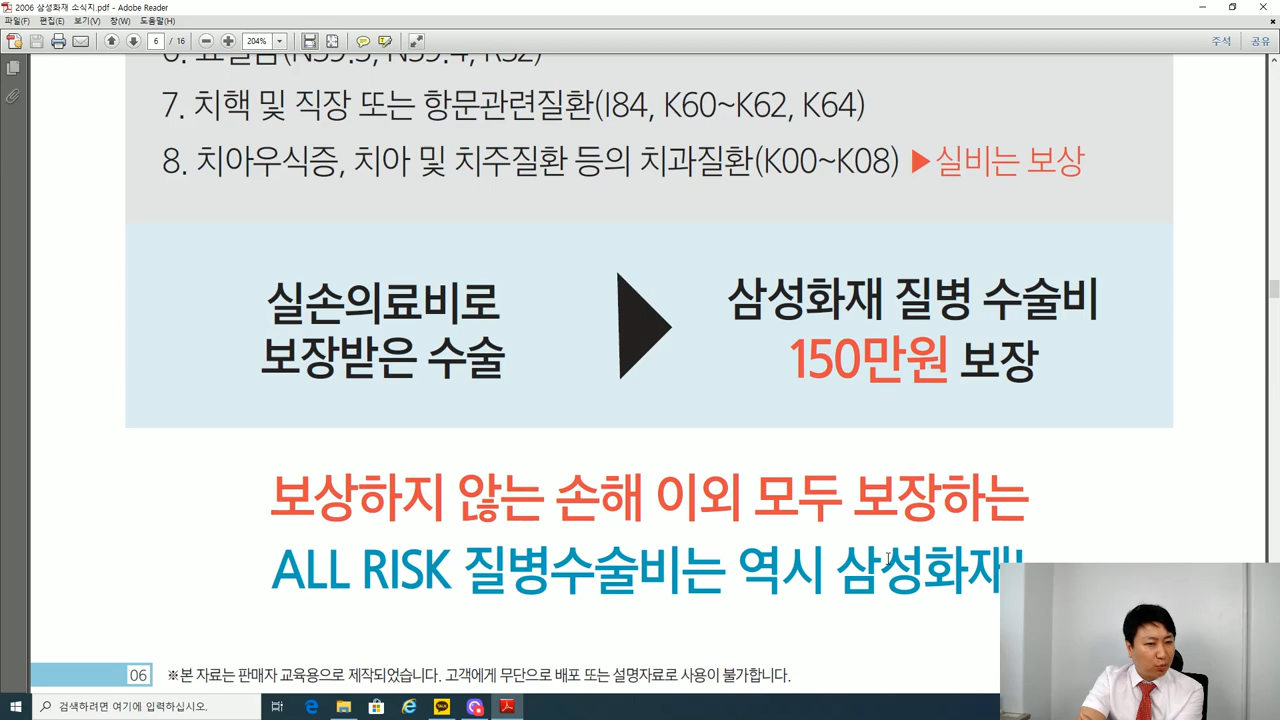 2006 삼성화재 소식지.pdf - Adobe Reader
파일(F) 편집(E) 보기(V) 창(W) 도움말(H)
6 / 16 204% 주석 공유
7. 치핵 및 직장 또는 항문관련질환(I84, K60~K62, K64)
8. 치아우식증, 치아 및 치주질환 등의 치과질환(K00~K08) ▶실비는 보상
실손의료비로
보장받은 수술
삼성화재 질병 수술비
150만원 보장
보상하지 않는 손해 이외 모두 보장하는
ALL RISK 질병수술비는 역시 삼성화재!
06 ※본 자료는 판매자 교육용으로 제작되었습니다. 고객에게 무단으로 배포 또는 설명자료로 사용이 불가합니다.
검색하려면 여기에 입력하십시오.